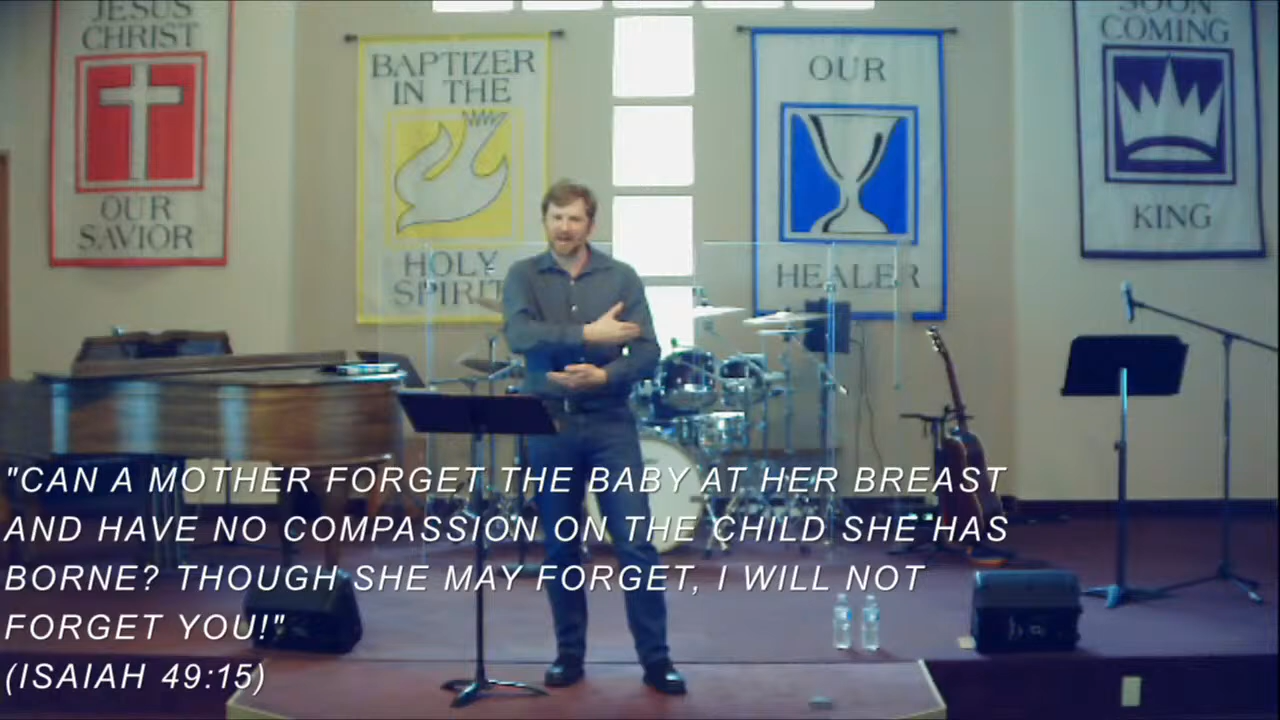 JESUS
CHRIST
OUR
SAVIOR
BAPTIZER
IN THE
HOLY
SPIRIT
OUR
HEALER
SOON
COMING
KING
"CAN A MOTHER FORGET THE BABY AT HER BREAST
AND HAVE NO COMPASSION ON THE CHILD SHE HAS
BORNE? THOUGH SHE MAY FORGET, I WILL NOT
FORGET YOU!"
(ISAIAH 49:15)